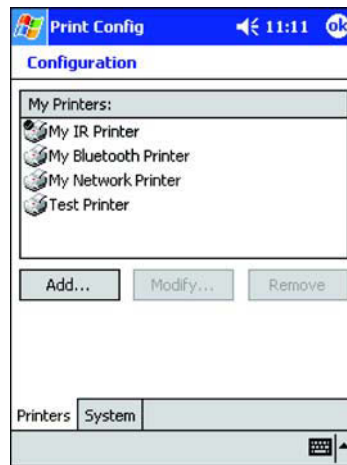 Print Config 11:11 ok
Configuration
My Printers:
My IR Printer
My Bluetooth Printer
My Network Printer
Test Printer
Add... Modify... Remove
Printers System